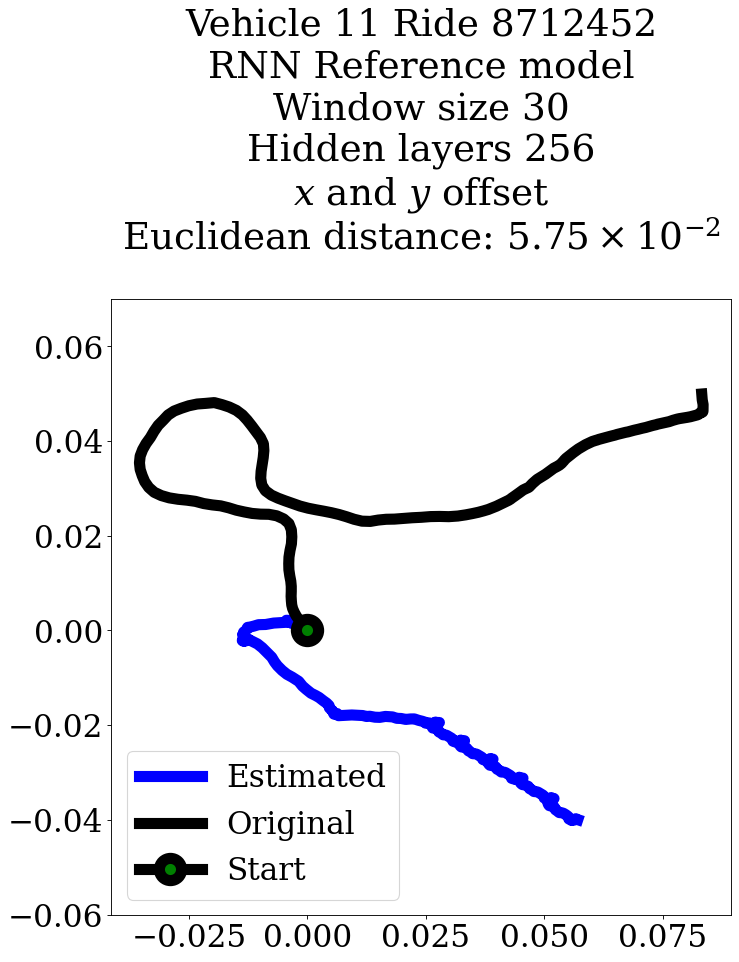 Vehicle 11 Ride 8712452
RNN Reference model
Window size 30
Hidden layers 256
x and y offset
Euclidean distance: 5.75 × 10⁻²
0.06
0.04
0.02
0.00
−0.02
−0.04
−0.06
Estimated
Original
Start
−0.025 0.000 0.025 0.050 0.075